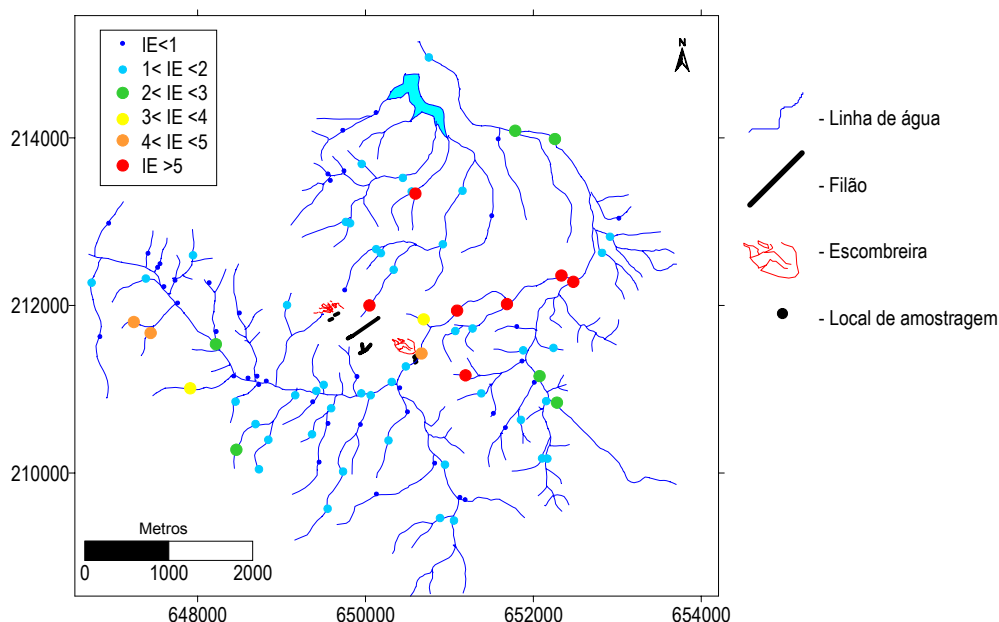 IE<1
1< IE <2
2< IE <3
3< IE <4
4< IE <5
IE >5
N
214000
212000
210000
Metros
0 1000 2000
648000 650000 652000 654000
- Linha de água
- Filão
- Escombreira
- Local de amostragem